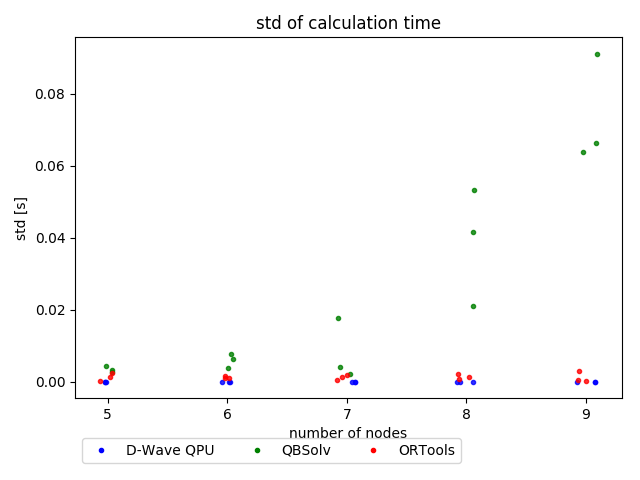 std of calculation time
std [s]
0.08
0.06
0.04
0.02
0.00
5 6 7 8 9
number of nodes
D-Wave QPU QBSolv ORTools